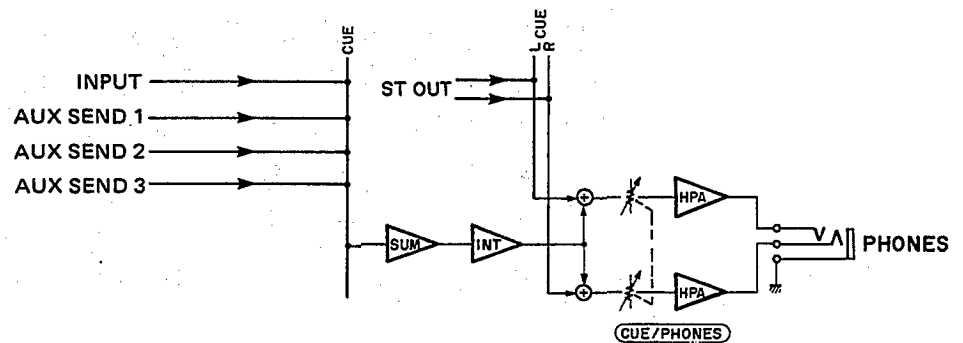 CUE
L CUE
R
INPUT
ST OUT
AUX SEND 1
AUX SEND 2
AUX SEND 3
HPA
SUM
INT
PHONES
HPA
CUE/PHONES